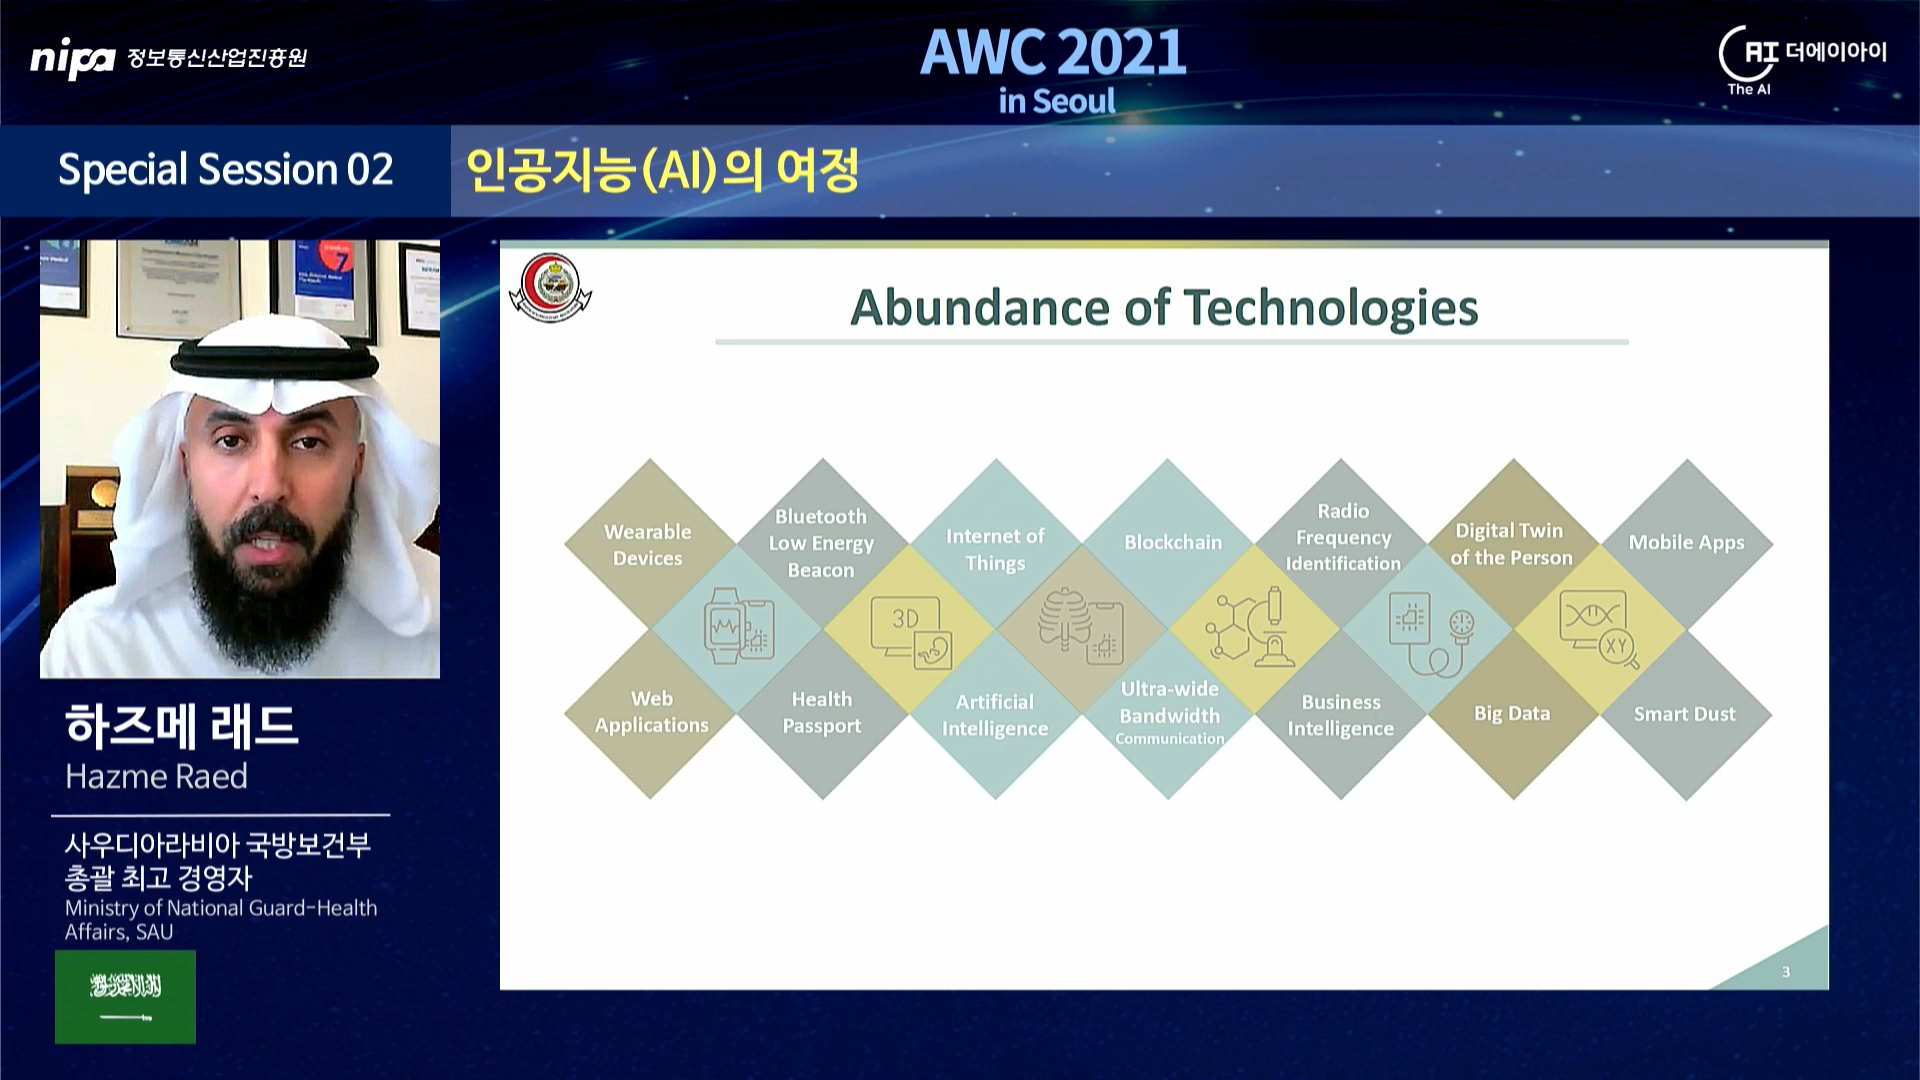 nipa 정보통신산업진흥원
AWC 2021
in Seoul
AI 더에이아이
The AI
Special Session 02
인공지능(AI)의 여정
7
하즈메 래드
Hazme Raed
사우디아라비아 국방보건부
총괄 최고 경영자
Ministry of National Guard-Health
Affairs, SAU
Abundance of Technologies
Wearable
Devices
Bluetooth
Low Energy
Beacon
Internet of
Things
Blockchain
Radio
Frequency
Identification
Digital Twin
of the Person
Mobile Apps
3D
XY
Web
Applications
Health
Passport
Artificial
Intelligence
Ultra-wide
Bandwidth
Communication
Business
Intelligence
Big Data
Smart Dust
3